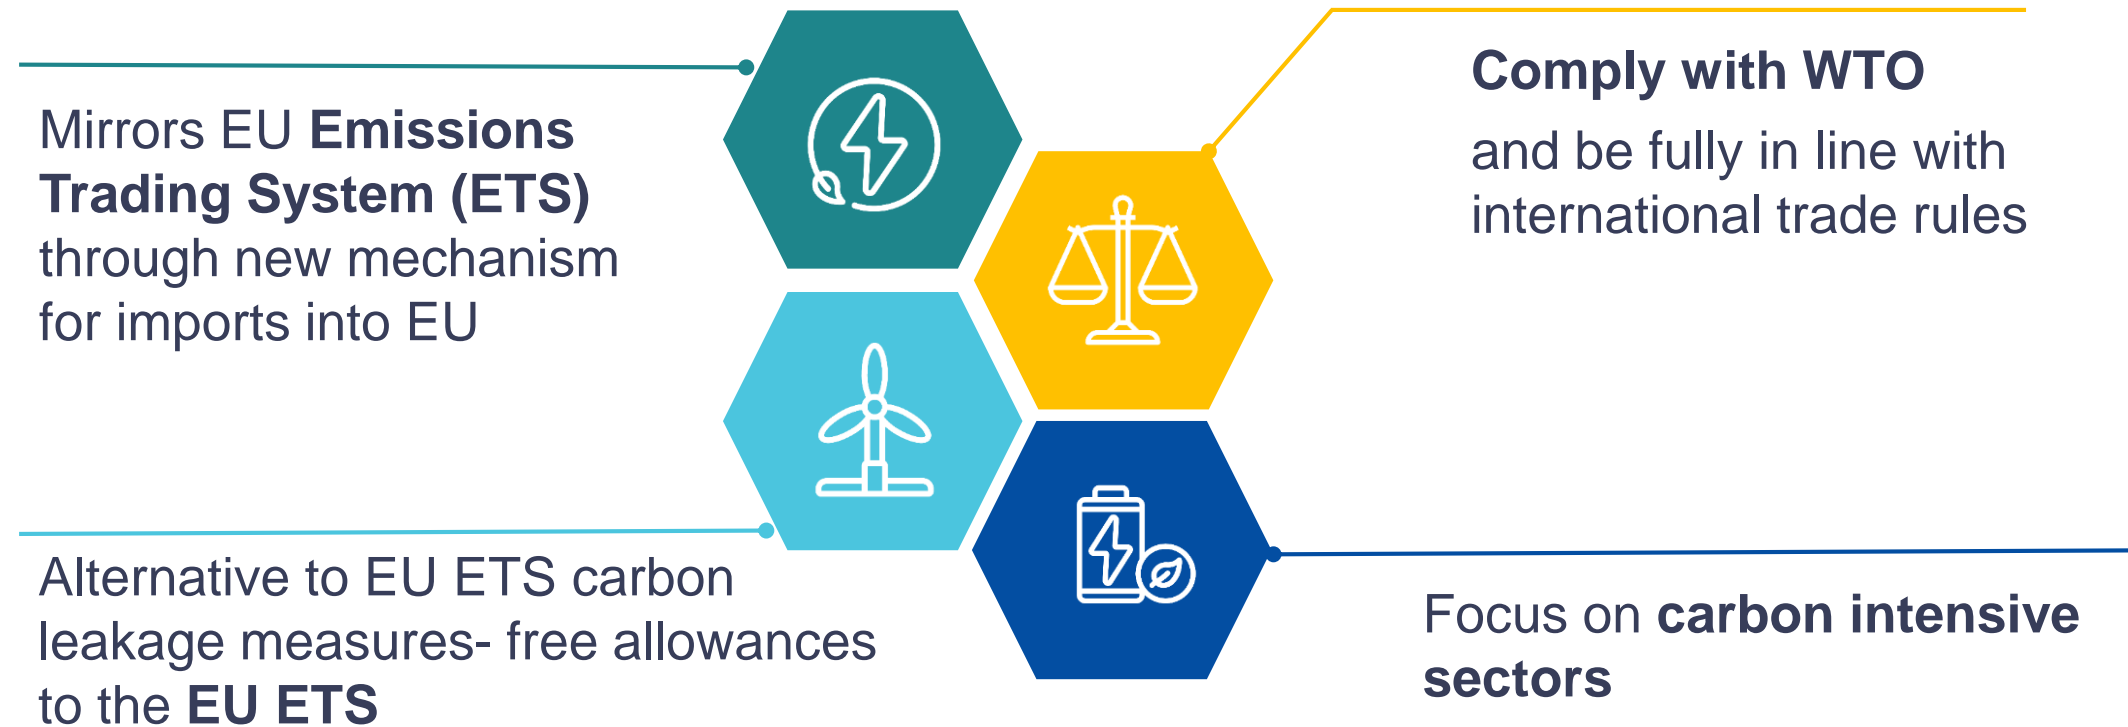 Mirrors EU Emissions
Trading System (ETS)
through new mechanism
for imports into EU
Comply with WTO
and be fully in line with
international trade rules
Alternative to EU ETS carbon
leakage measures- free allowances
to the EU ETS
Focus on carbon intensive
sectors